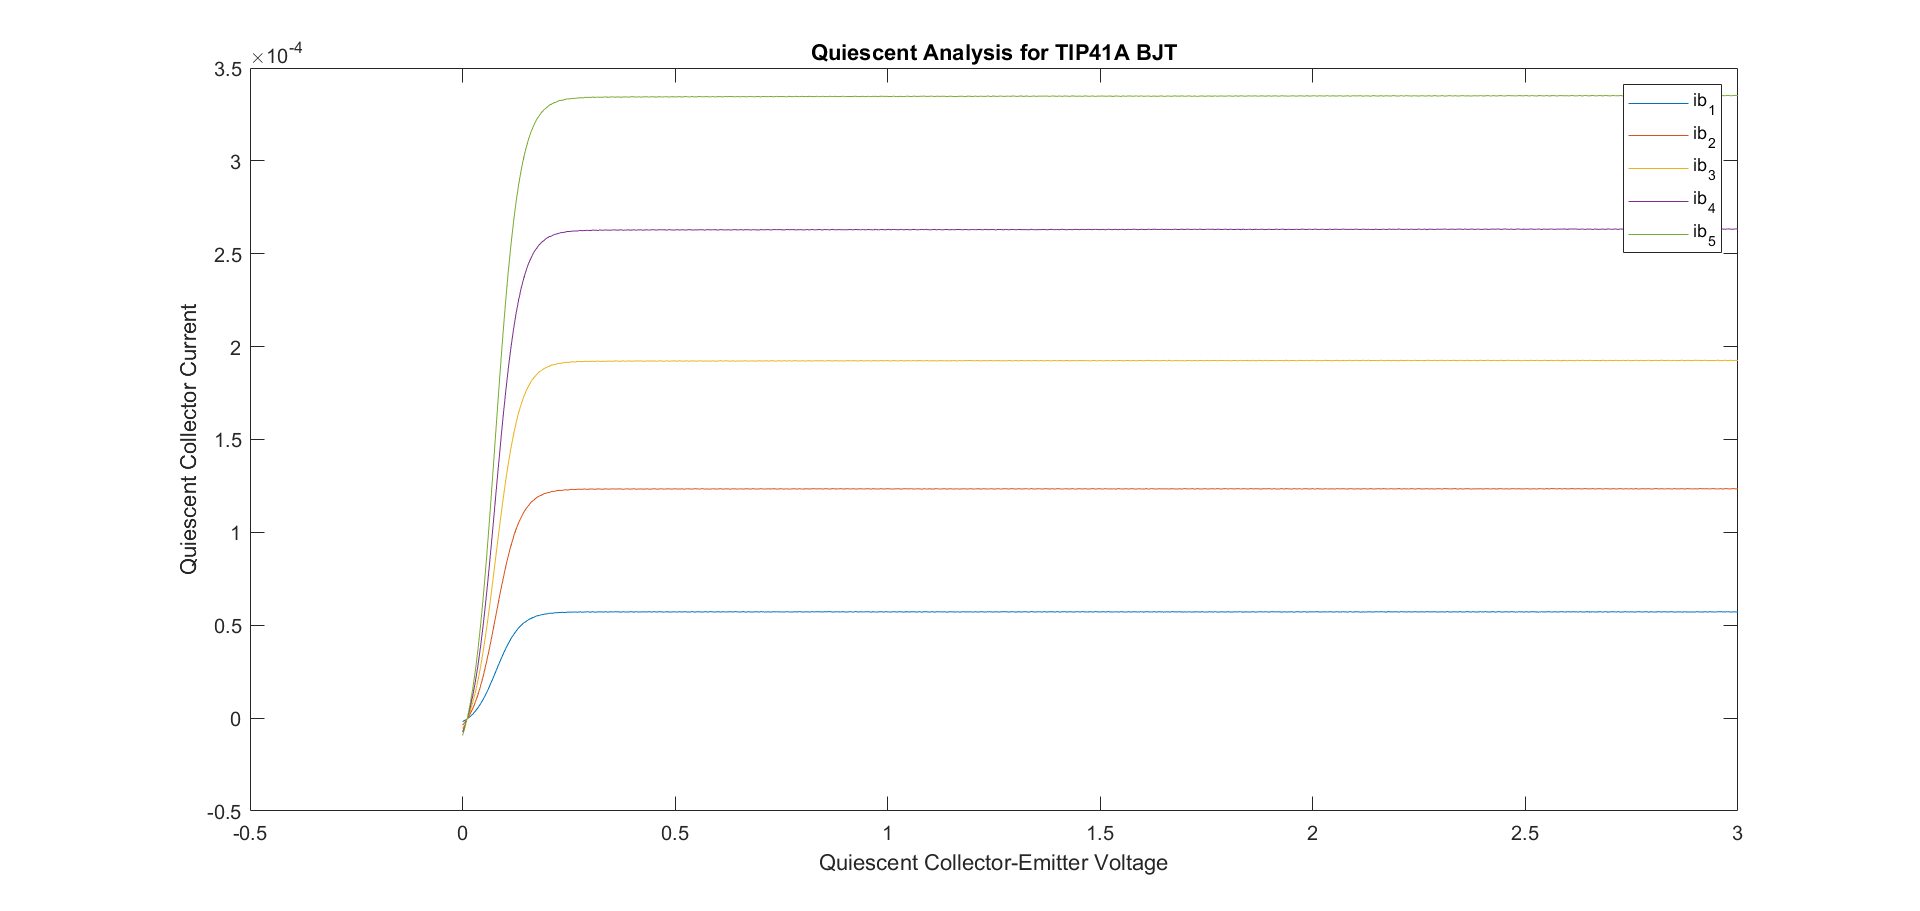 Quiescent Analysis for TIP41A BJT
×10⁻⁴
3.5
3
2.5
2
1.5
1
0.5
0
-0.5
Quiescent Collector Current
ib₁
ib₂
ib₃
ib₄
ib₅
-0.5 0 0.5 1 1.5 2 2.5 3
Quiescent Collector-Emitter Voltage